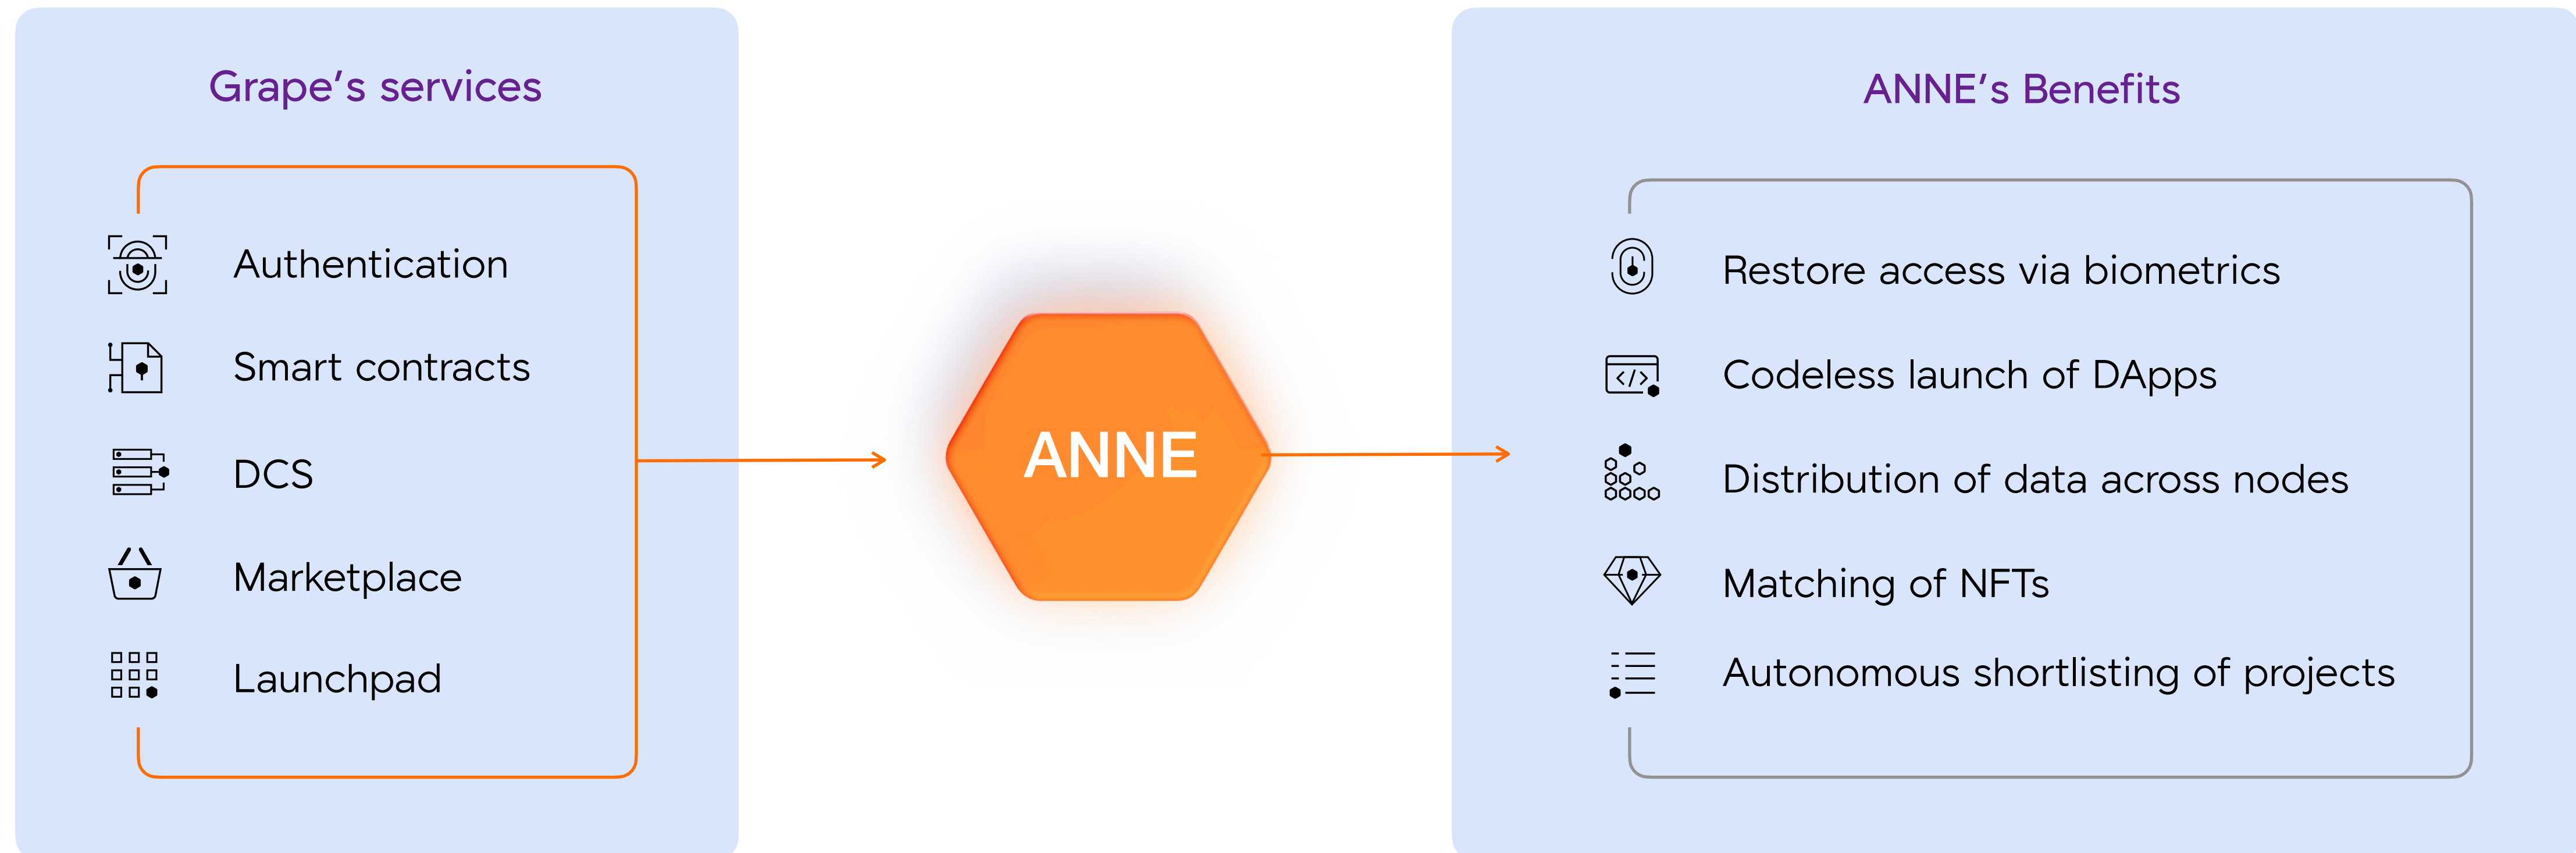 Grape’s services
Authentication
Smart contracts
DCS
Marketplace
Launchpad
ANNE
ANNE’s Benefits
Restore access via biometrics
Codeless launch of DApps
Distribution of data across nodes
Matching of NFTs
Autonomous shortlisting of projects